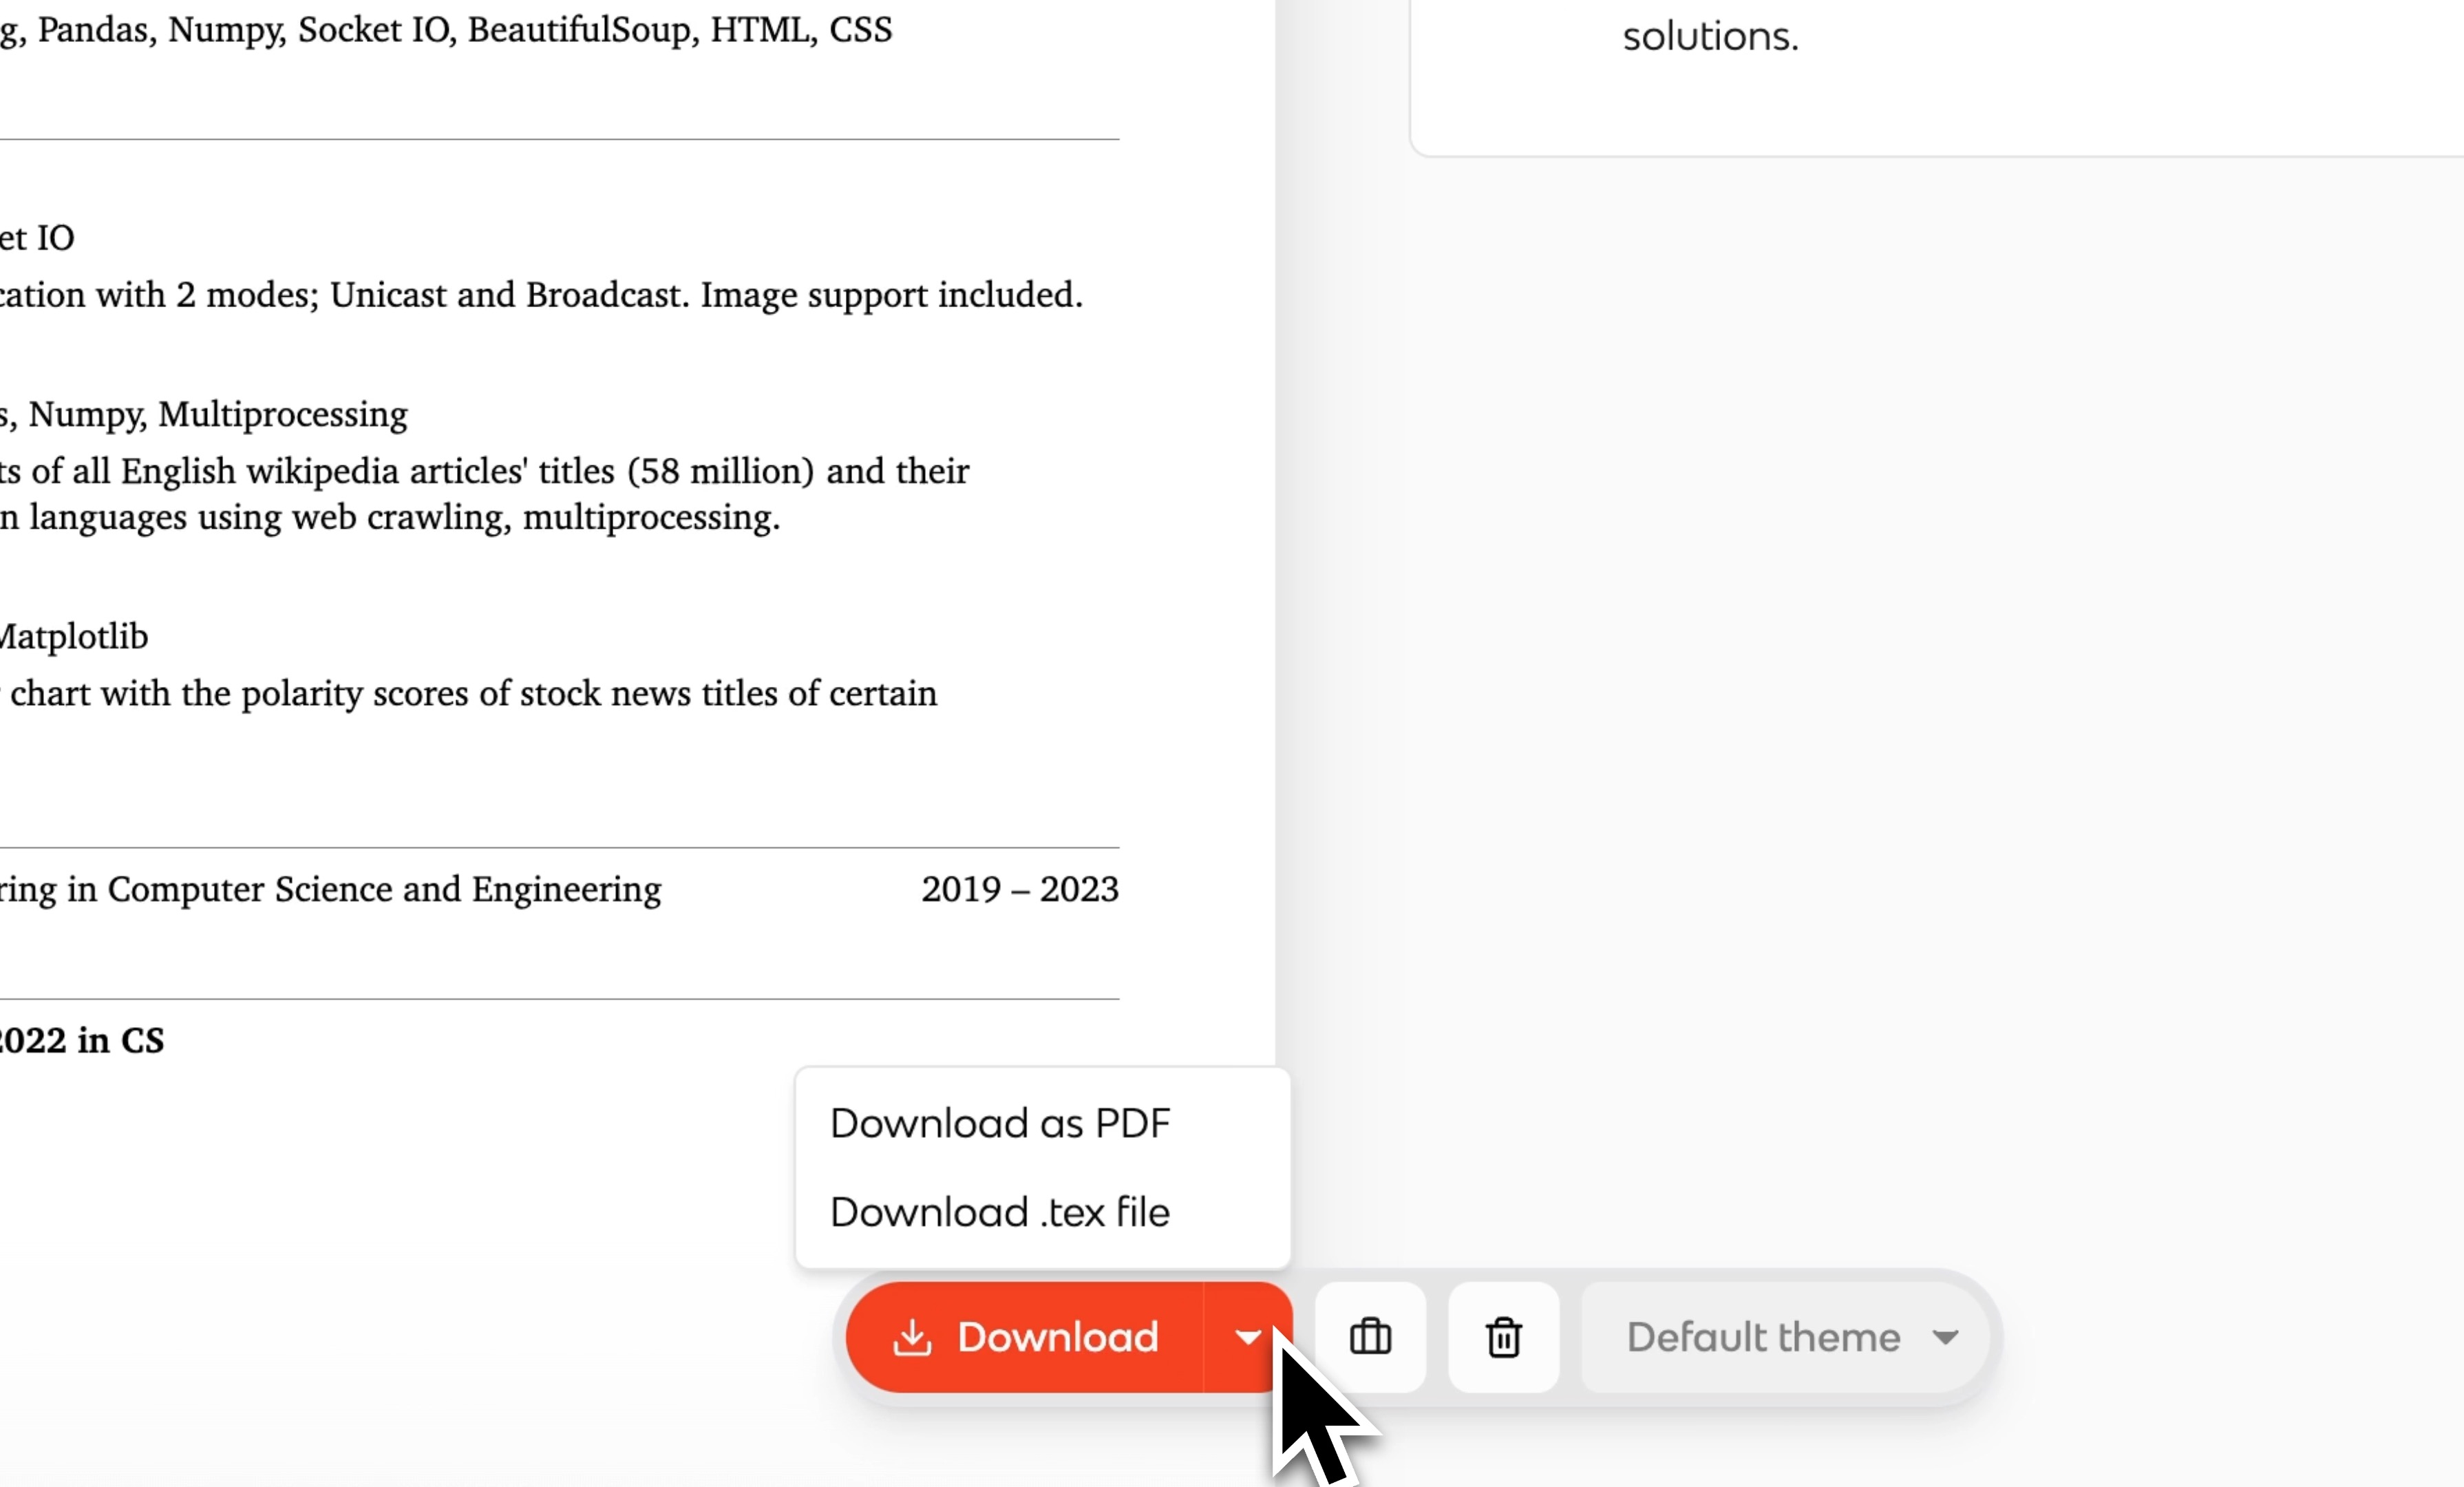 g, Pandas, Numpy, Socket IO, BeautifulSoup, HTML, CSS
et IO
cation with 2 modes; Unicast and Broadcast. Image support included.
s, Numpy, Multiprocessing
ts of all English wikipedia articles' titles (58 million) and their
n languages using web crawling, multiprocessing.
Matplotlib
chart with the polarity scores of stock news titles of certain
ring in Computer Science and Engineering 2019 – 2023
2022 in CS
solutions.
Download as PDF
Download .tex file
Download
Default theme